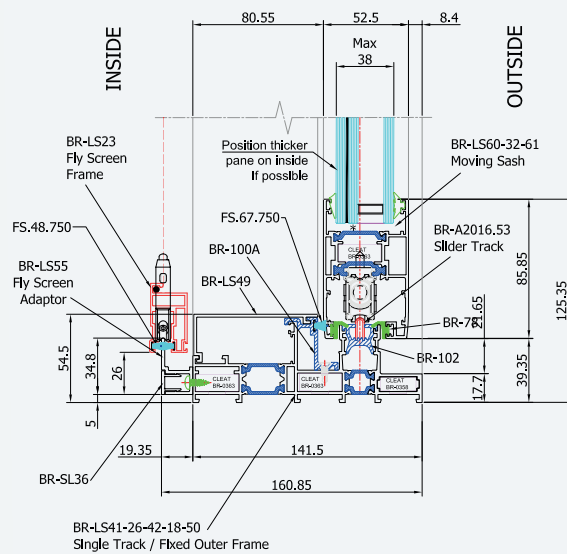 80.55
52.5
8.4
INSIDE
OUTSIDE
Max
38
BR-LS23
Fly Screen
Frame
Position thicker
pane on inside
If possible
BR-LS60-32-61
Moving Sash
FS.48.750
FS.67.750
BR-A2016.53
Slider Track
BR-100A
BR-LS55
Fly Screen
Adaptor
BR-LS49
CLEAT
85.85
125.35
21.65
BR-102
54.5
34.8
26
5
CLEAT
BR-0363
CLEAT
BR-0363
CLEAT
BR-0358
17.7
39.35
19.35
141.5
BR-SL36
160.85
BR-LS41-26-42-18-50
Single Track / Fixed Outer Frame